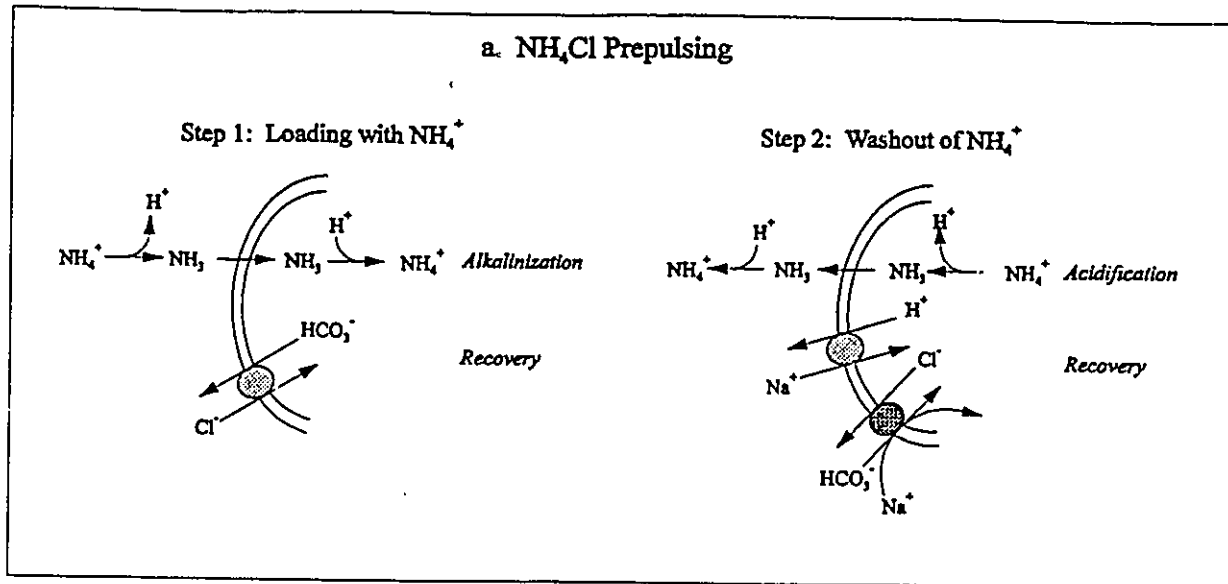 a. NH₄Cl Prepulsing
Step 1: Loading with NH₄⁺
H⁺
H⁺
NH₄⁺ NH₃ NH₃ NH₄⁺ Alkalinization
HCO₃⁻
Recovery
Cl⁻
Step 2: Washout of NH₄⁺
H⁺
H⁺
NH₄⁺ NH₃ NH₃ NH₄⁺ Acidification
H⁺
Cl⁻
Recovery
Na⁺
HCO₃⁻
Na⁺